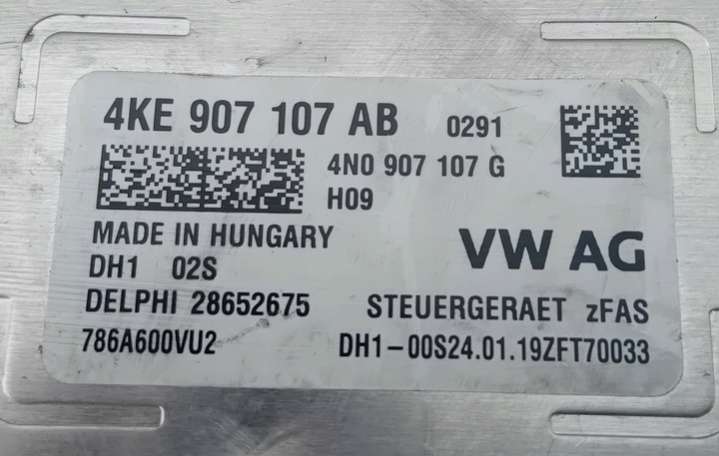 4KE 907 107 AB 0291
4N0 907 107 G
H09
MADE IN HUNGARY
VW AG
DH1 02S
DELPHI 28652675
STEUERGERAET zFAS
786A600VU2
DH1-00S24.01.19ZFT70033